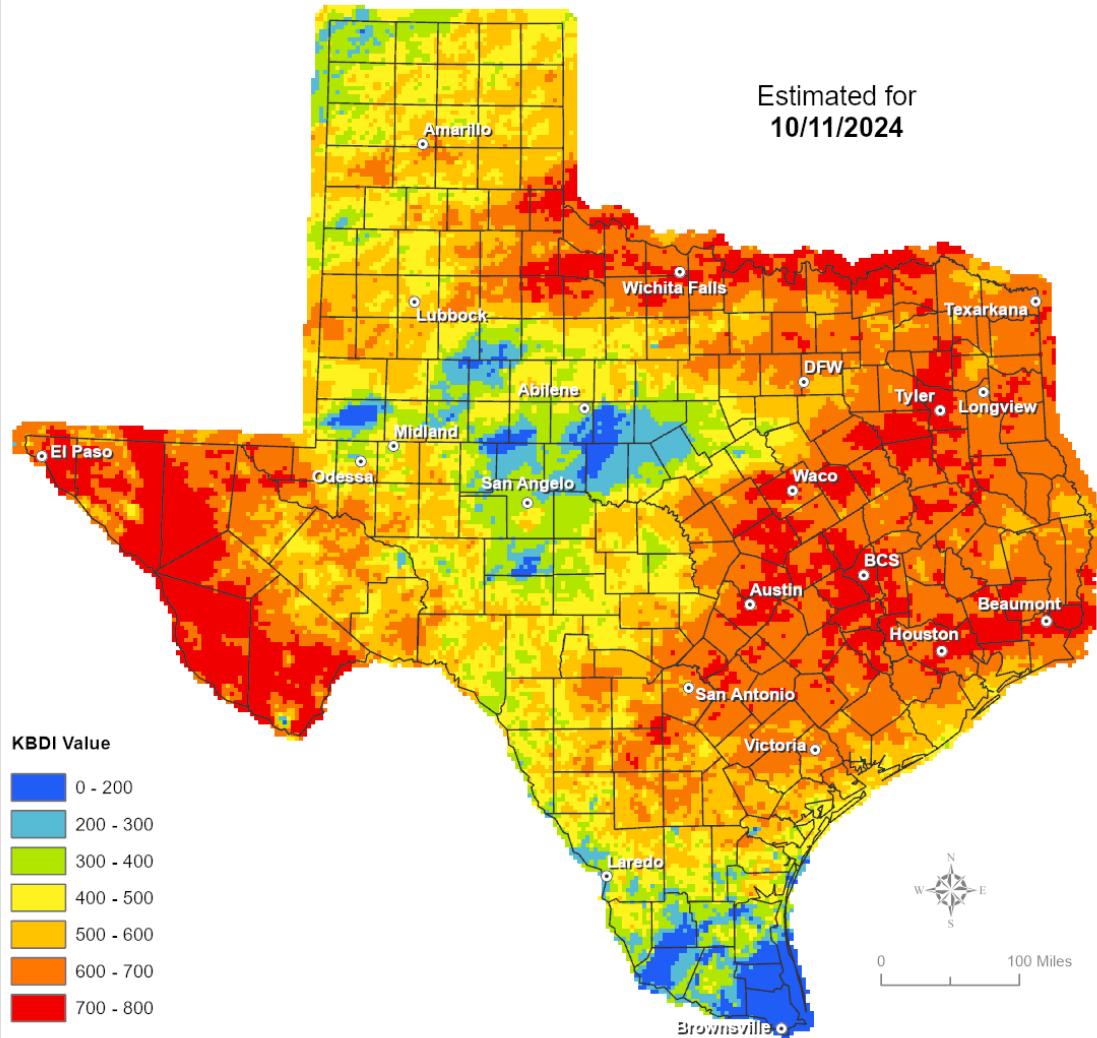 Estimated for
10/11/2024
Amarillo
Wichita Falls
Lubbock
Texarkana
DFW
Abilene
Tyler
Longview
Midland
El Paso
Odessa
San Angelo
Waco
BCS
Austin
Beaumont
Houston
San Antonio
Victoria
KBDI Value
0 - 200
200 - 300
300 - 400
400 - 500
500 - 600
600 - 700
700 - 800
Laredo
N
W E
S
0 100 Miles
Brownsville